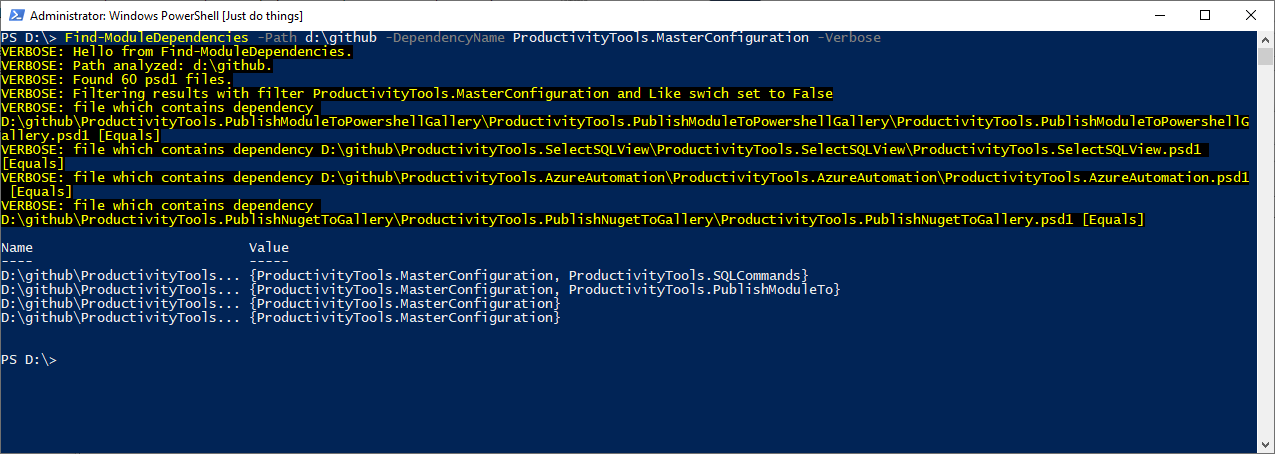 Administrator: Windows PowerShell [Just do things]
PS D:\> Find-ModuleDependencies -Path d:\github -DependencyName ProductivityTools.MasterConfiguration -Verbose
VERBOSE: Hello from Find-ModuleDependencies.
VERBOSE: Path analyzed: d:\github.
VERBOSE: Found 60 psd1 files.
VERBOSE: Filtering results with filter ProductivityTools.MasterConfiguration and Like swich set to False
VERBOSE: file which contains dependency
D:\github\ProductivityTools.PublishModuleToPowershellGallery\ProductivityTools.PublishModuleToPowershellGallery\ProductivityTools.PublishModuleToPowershellG
allery.psd1 [Equals]
VERBOSE: file which contains dependency D:\github\ProductivityTools.SelectSQLView\ProductivityTools.SelectSQLView\ProductivityTools.SelectSQLView.psd1
[Equals]
VERBOSE: file which contains dependency D:\github\ProductivityTools.AzureAutomation\ProductivityTools.AzureAutomation\ProductivityTools.AzureAutomation.psd1
[Equals]
VERBOSE: file which contains dependency
D:\github\ProductivityTools.PublishNugetToGallery\ProductivityTools.PublishNugetToGallery\ProductivityTools.PublishNugetToGallery.psd1 [Equals]
Name Value
---- -----
D:\github\ProductivityTools... {ProductivityTools.MasterConfiguration, ProductivityTools.SQLCommands}
D:\github\ProductivityTools... {ProductivityTools.MasterConfiguration, ProductivityTools.PublishModuleTo}
D:\github\ProductivityTools... {ProductivityTools.MasterConfiguration}
D:\github\ProductivityTools... {ProductivityTools.MasterConfiguration}
PS D:\>